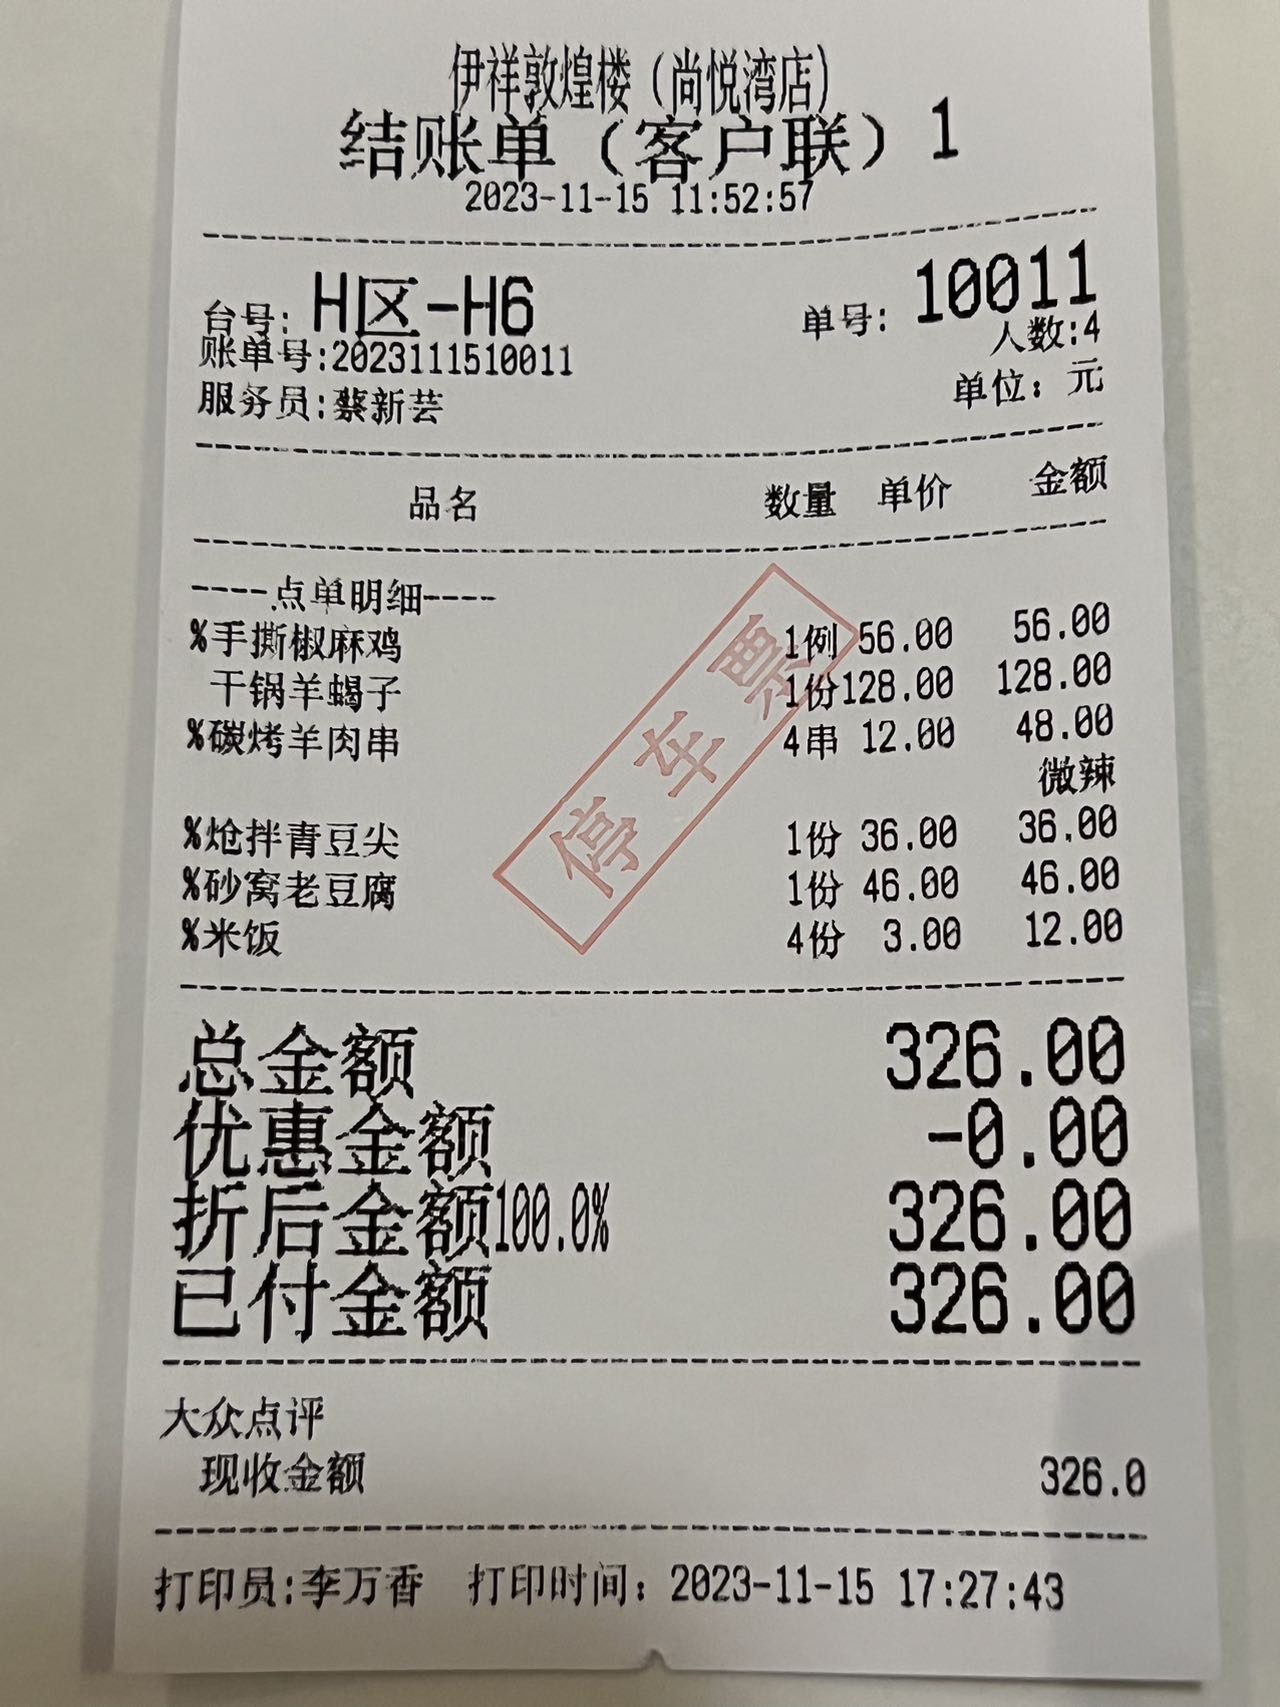 伊祥敦煌楼（尚悦湾店）
结账单（客户联）1
2023-11-15 11:52:57
台号: H区-H6 单号: 10011
账单号:2023111510011 人数:4
服务员:蔡新芸 单位: 元
品名 数量 单价 金额
----点单明细----
%手撕椒麻鸡 1例 56.00 56.00
干锅羊蝎子 1份128.00 128.00
%碳烤羊肉串 4串 12.00 48.00
微辣
%炝拌青豆尖 1份 36.00 36.00
%砂窝老豆腐 1份 46.00 46.00
%米饭 4份 3.00 12.00
停车票
总金额 326.00
优惠金额 -0.00
折后金额100.0% 326.00
已付金额 326.00
大众点评
现收金额 326.0
打印员:李万香 打印时间: 2023-11-15 17:27:43